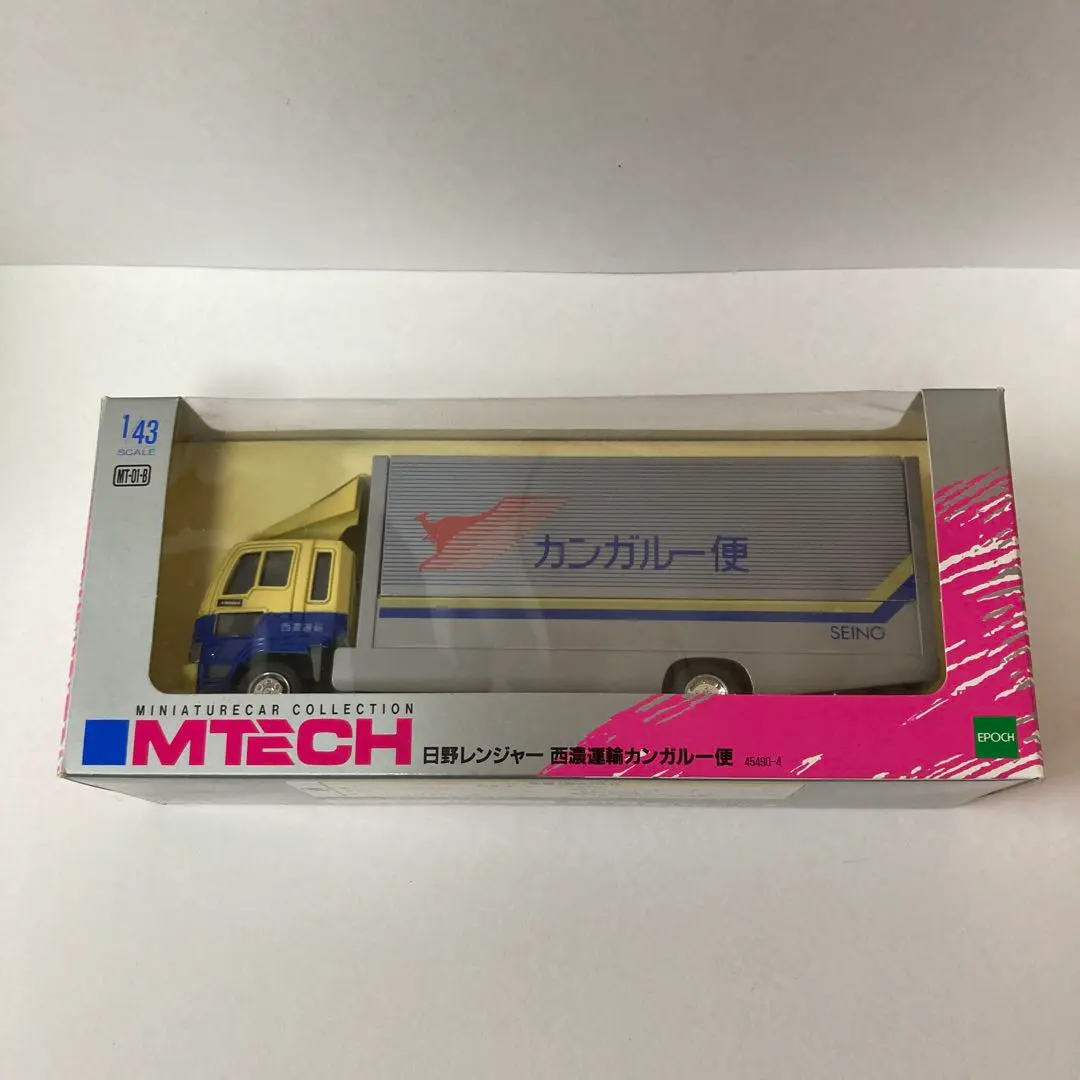 1/43
SCALE
MT-01-B
カンガルー便
西濃運輸
SEINO
MINIATURECAR COLLECTION
MTECH
日野レンジャー 西濃運輸カンガルー便 45490-4
EPOCH